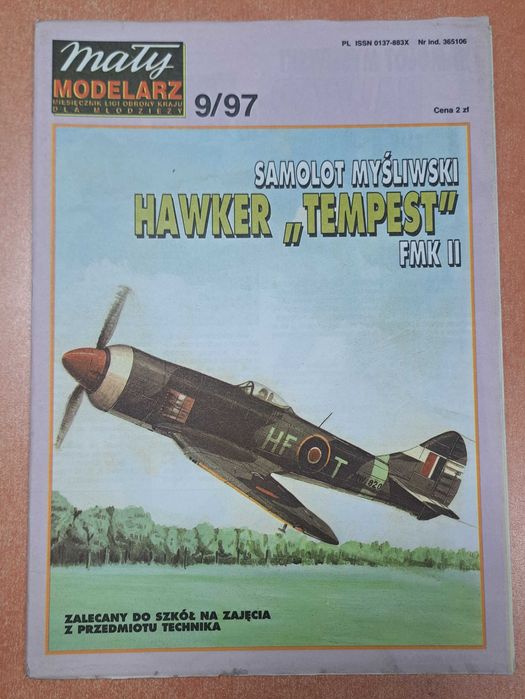 mały
MODELARZ
MIESIĘCZNIK LIGI OBRONY KRAJU
DLA MŁODZIEŻY
9/97
PL ISSN 0137-883X Nr ind. 365106
Cena 2 zł
SAMOLOT MYŚLIWSKI
HAWKER „TEMPEST”
FMK II
HF T
ZALECANY DO SZKÓŁ NA ZAJĘCIA
Z PRZEDMIOTU TECHNIKA